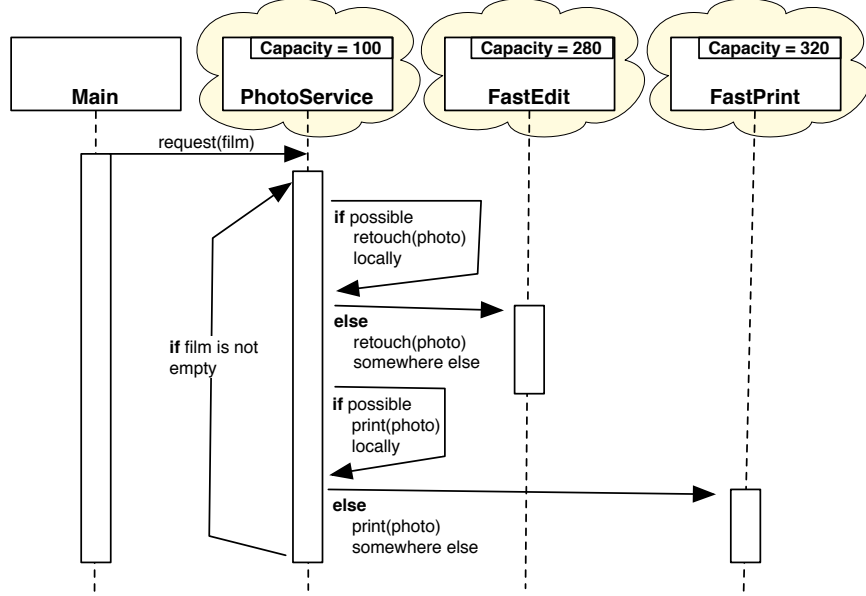 Capacity = 100
Capacity = 280
Capacity = 320
Main
PhotoService
FastEdit
FastPrint
request(film)
if possible
retouch(photo)
locally
else
retouch(photo)
somewhere else
if film is not
empty
if possible
print(photo)
locally
else
print(photo)
somewhere else